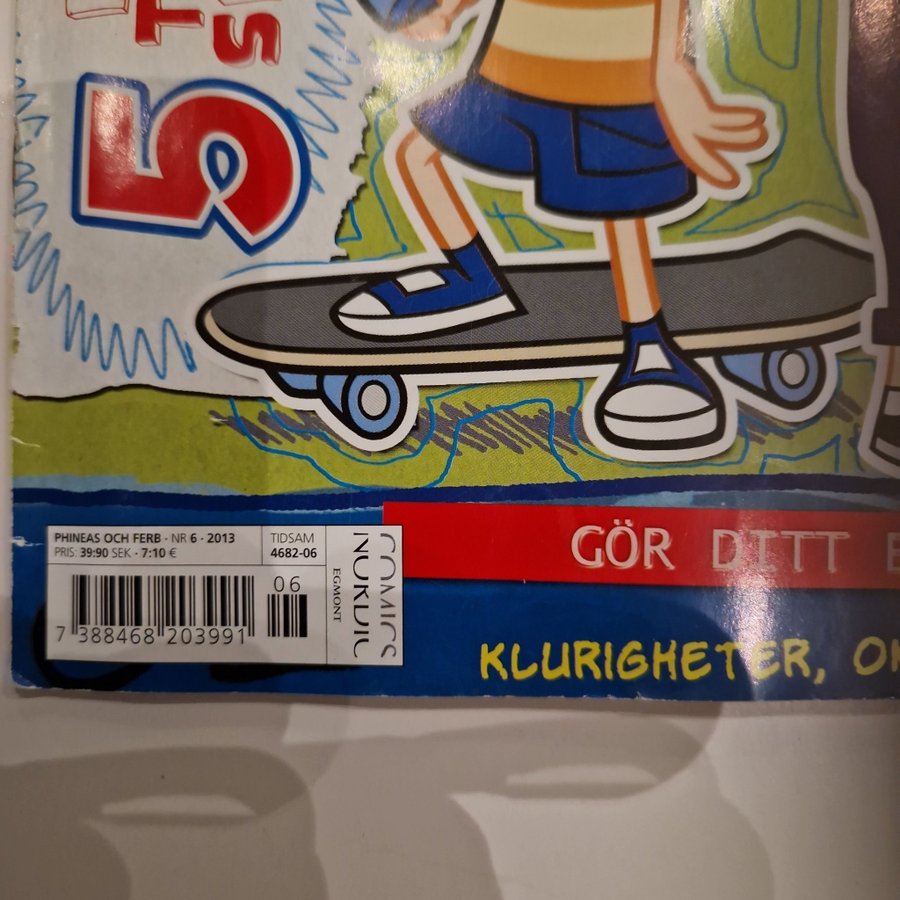 5
PHINEAS OCH FERB · NR 6 · 2013
PRIS: 39:90 SEK · 7:10 €
TIDSAM
4682-06
06
7 388468 203991
EGMONT
COMICS
GÖR DITT E
KLURIGHETER,